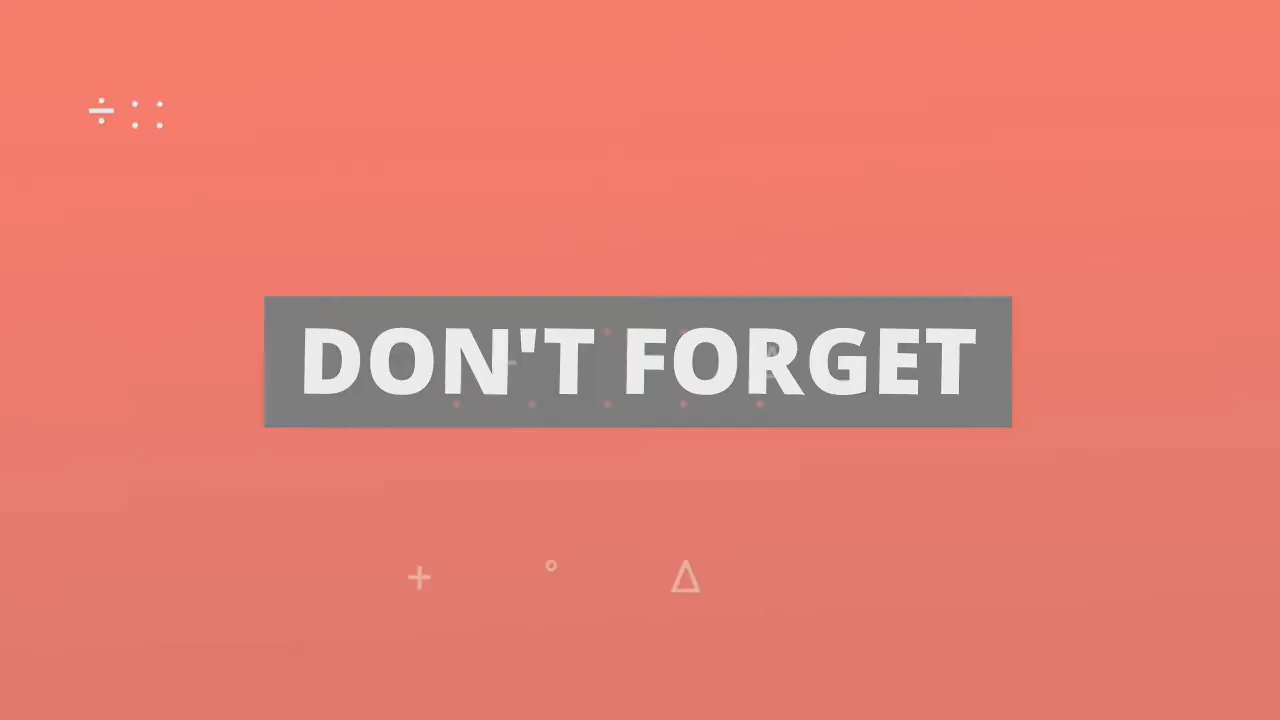 ÷ : :
DON'T FORGET
+ ° Δ